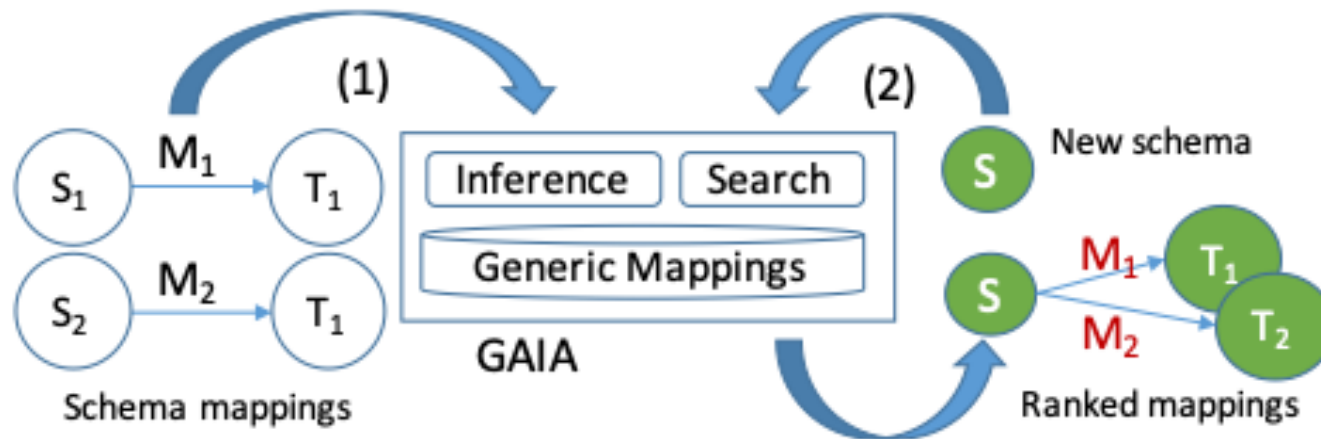 (1)
(2)
M₁
S₁
T₁
M₂
S₂
T₁
Schema mappings
Inference
Search
Generic Mappings
GAIA
New schema
S
S
M₁
T₁
M₂
T₂
Ranked mappings